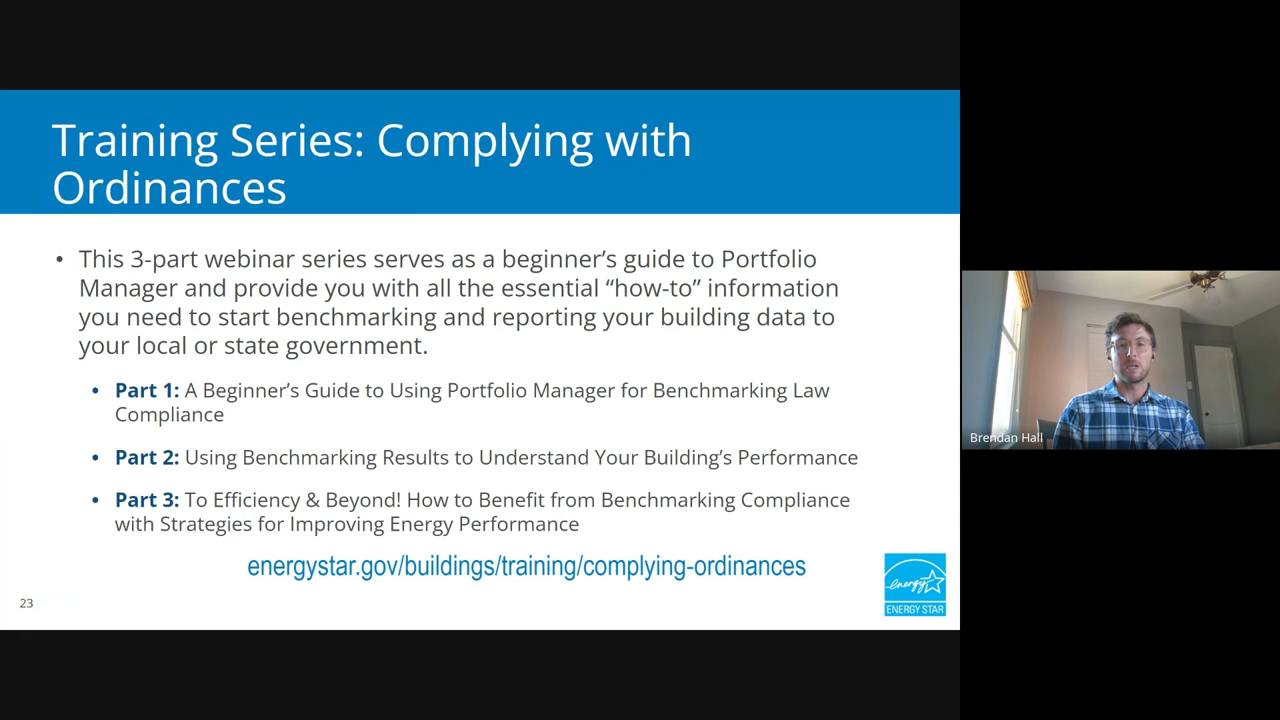 Training Series: Complying with
Ordinances
• This 3-part webinar series serves as a beginner’s guide to Portfolio
Manager and provide you with all the essential “how-to” information
you need to start benchmarking and reporting your building data to
your local or state government.
• Part 1: A Beginner’s Guide to Using Portfolio Manager for Benchmarking Law
Compliance
• Part 2: Using Benchmarking Results to Understand Your Building’s Performance
• Part 3: To Efficiency & Beyond! How to Benefit from Benchmarking Compliance
with Strategies for Improving Energy Performance
energystar.gov/buildings/training/complying-ordinances
energy
ENERGY STAR
23
Brendan Hall